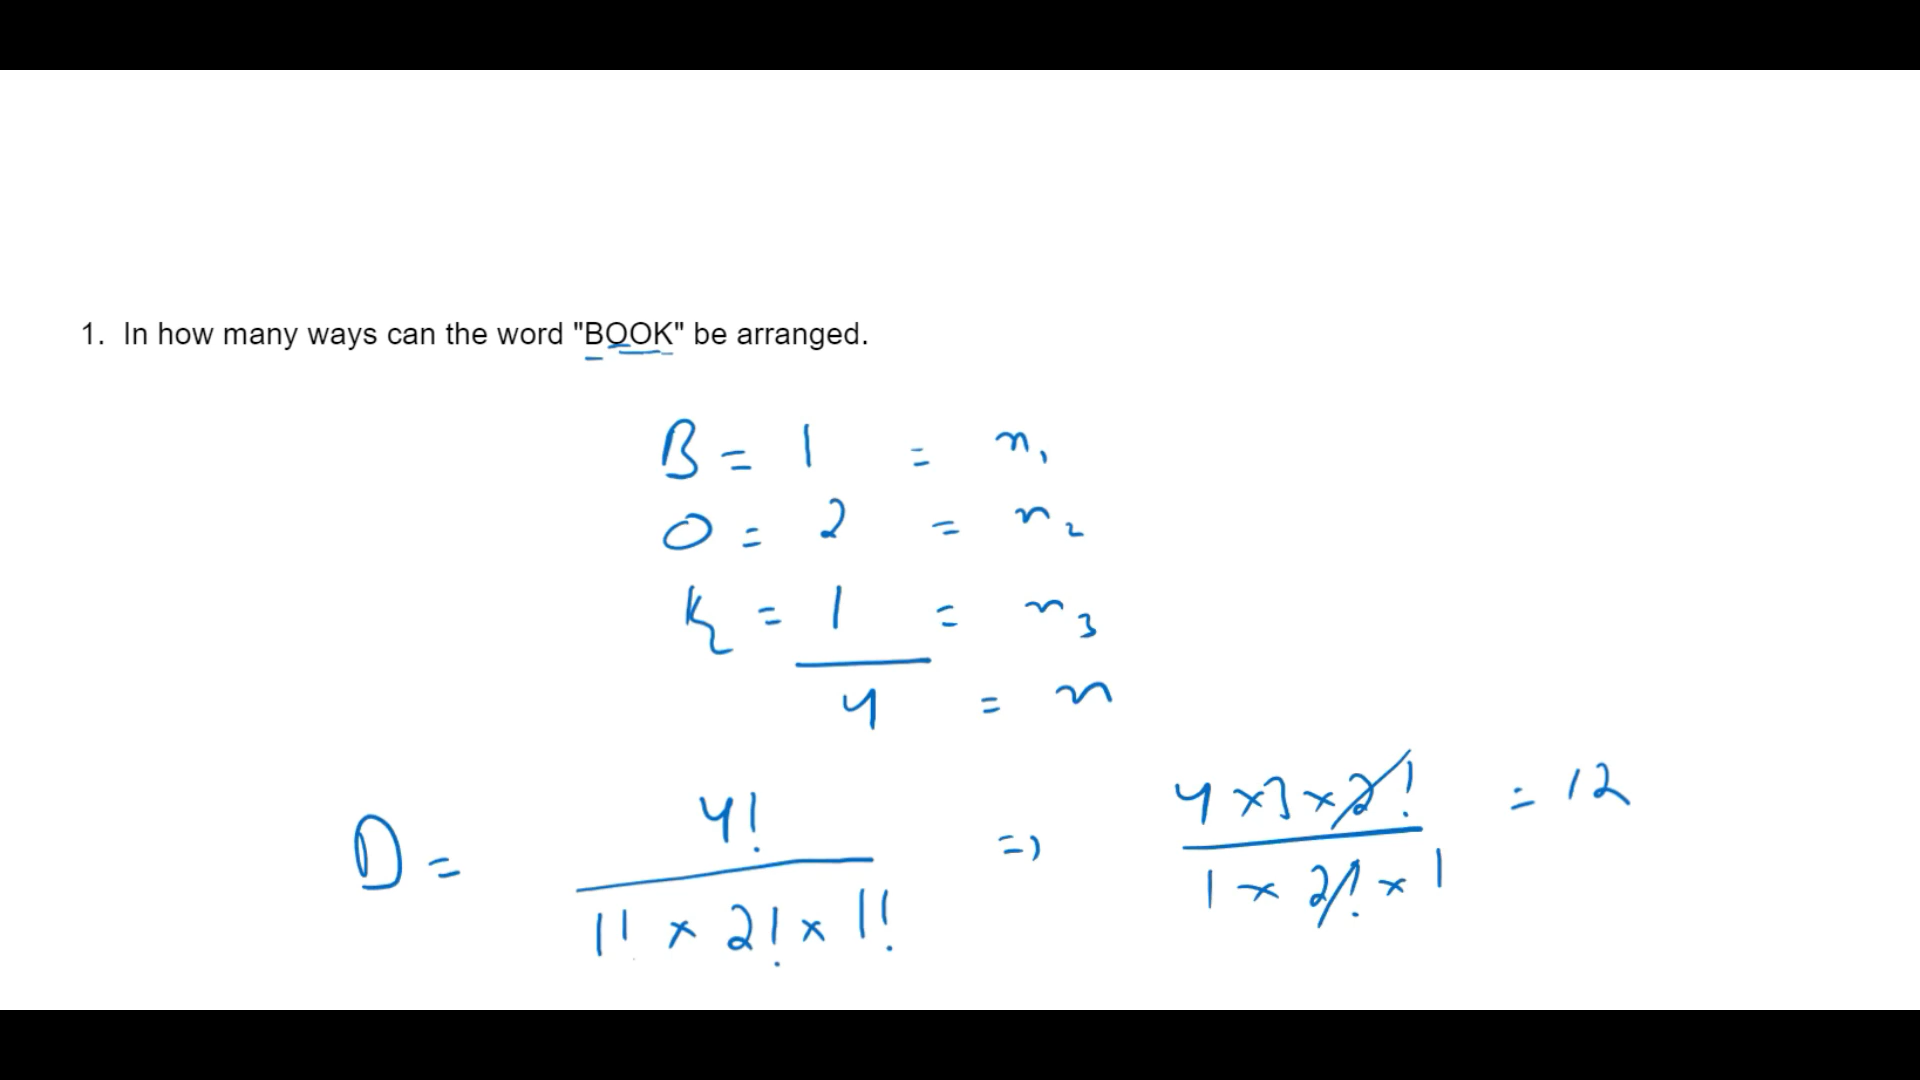 1. In how many ways can the word "BOOK" be arranged.
B = 1 = n₁
O = 2 = n₂
K = 1 = n₃
4 = n
D = 4! / 1! × 2! × 1! => 4 × 3 × 2! / 1 × 2! × 1 = 12